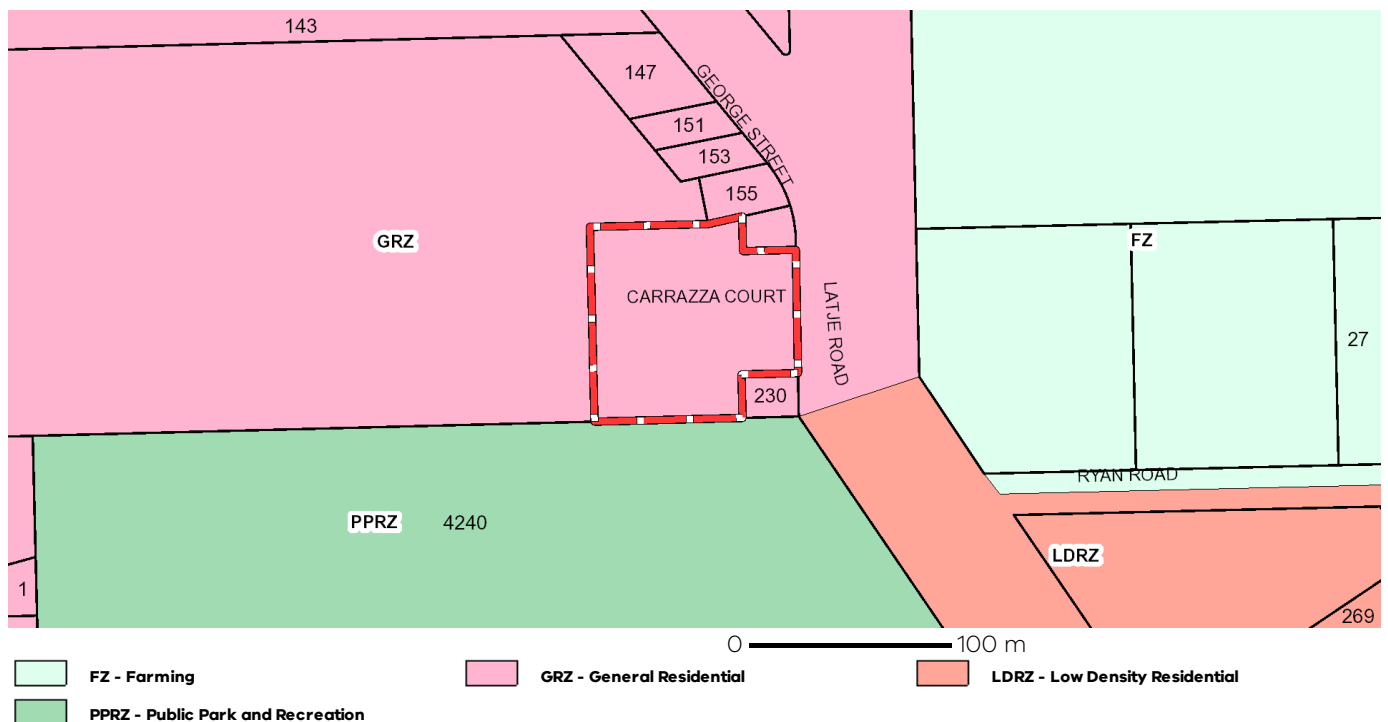 143
147
GEORGE STREET
151
153
155
GRZ
FZ
CARRAZZA COURT
LATJE ROAD
27
230
RYAN ROAD
PPRZ 4240
LDRZ
1
269
0 100 m
FZ - Farming
GRZ - General Residential
LDRZ - Low Density Residential
PPRZ - Public Park and Recreation